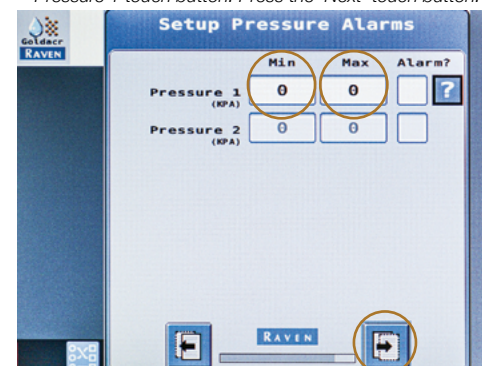 Pressure 1 touch button. Press the 'Next' touch button.
Goldacr
RAVEN
Setup Pressure Alarms
Min Max Alarm?
Pressure 1 0 0 ?
(KPA)
Pressure 2 0 0
(KPA)
RAVEN